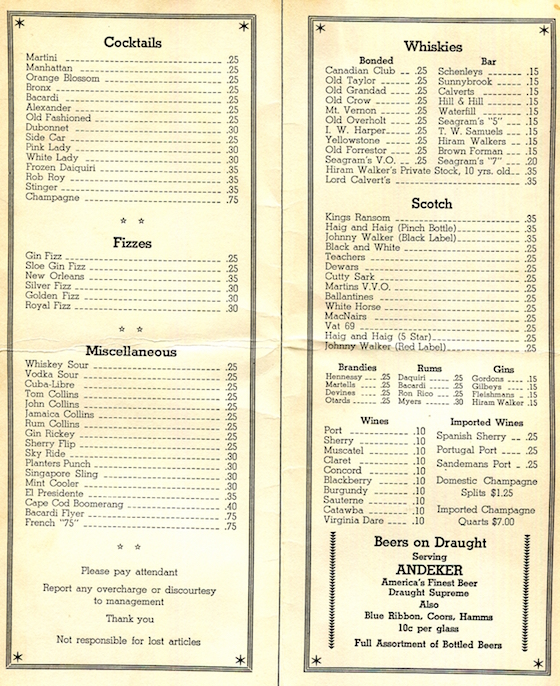 Cocktails
Martini .25
Manhattan .25
Orange Blossom .25
Bronx .25
Bacardi .25
Alexander .25
Old Fashioned .25
Dubonnet .30
Side Car .25
Pink Lady .30
White Lady .30
Frozen Daiquiri .35
Rob Roy .35
Stinger .35
Champagne .75
Fizzes
Gin Fizz .25
Sloe Gin Fizz .25
New Orleans .35
Silver Fizz .30
Golden Fizz .30
Royal Fizz .30
Miscellaneous
Whiskey Sour .25
Vodka Sour .25
Cuba-Libre .25
Tom Collins .25
John Collins .25
Jamaica Collins .25
Rum Collins .25
Gin Rickey .25
Sherry Flip .25
Sky Ride .30
Planters Punch .30
Singapore Sling .30
Mint Cooler .30
El Presidente .35
Cape Cod Boomerang .40
Bacardi Flyer .75
French "75" .75
Please pay attendant
Report any overcharge or discourtesy
to management
Thank you
Not responsible for lost articles
Whiskies
Bonded
Canadian Club .25
Old Taylor .25
Old Grandad .25
Old Crow .25
Mt. Vernon .25
Old Overholt .25
I. W. Harper .25
Yellowstone .25
Old Forrestor .25
Seagram's V.O. .25
Bar
Schenleys .15
Sunnybrook .15
Calverts .15
Hill & Hill .15
Waterfill .15
Seagram's "5" .15
T. W. Samuels .15
Hiram Walkers .15
Brown Forman .15
Seagram's "7" .20
Hiram Walker's Private Stock, 10 yrs. old .35
Lord Calvert's .35
Scotch
Kings Ransom .35
Haig and Haig (Pinch Bottle) .35
Johnny Walker (Black Label) .35
Black and White .25
Teachers .25
Dewars .25
Cutty Sark .25
Martins V.V.O. .25
Ballantines .25
White Horse .25
MacNairs .25
Vat 69 .25
Haig and Haig (5 Star) .25
Johnny Walker (Red Label) .25
Brandies
Hennessy .25
Martells .25
Devines .25
Otards .25
Rums
Daquiri .25
Bacardi .25
Ron Rico .25
Myers .30
Gins
Gordons .15
Gilbeys .15
Fleishmans .15
Hiram Walker .15
Wines
Port .10
Sherry .10
Muscatel .10
Claret .10
Concord .10
Blackberry .10
Burgundy .10
Sauterne .10
Catawba .10
Virginia Dare .10
Imported Wines
Spanish Sherry .25
Portugal Port .25
Sandemans Port .25
Domestic Champagne
Splits $1.25
Imported Champagne
Quarts $7.00
Beers on Draught
Serving
ANDEKER
America's Finest Beer
Draught Supreme
Also
Blue Ribbon, Coors, Hamms
10c per glass
Full Assortment of Bottled Beers